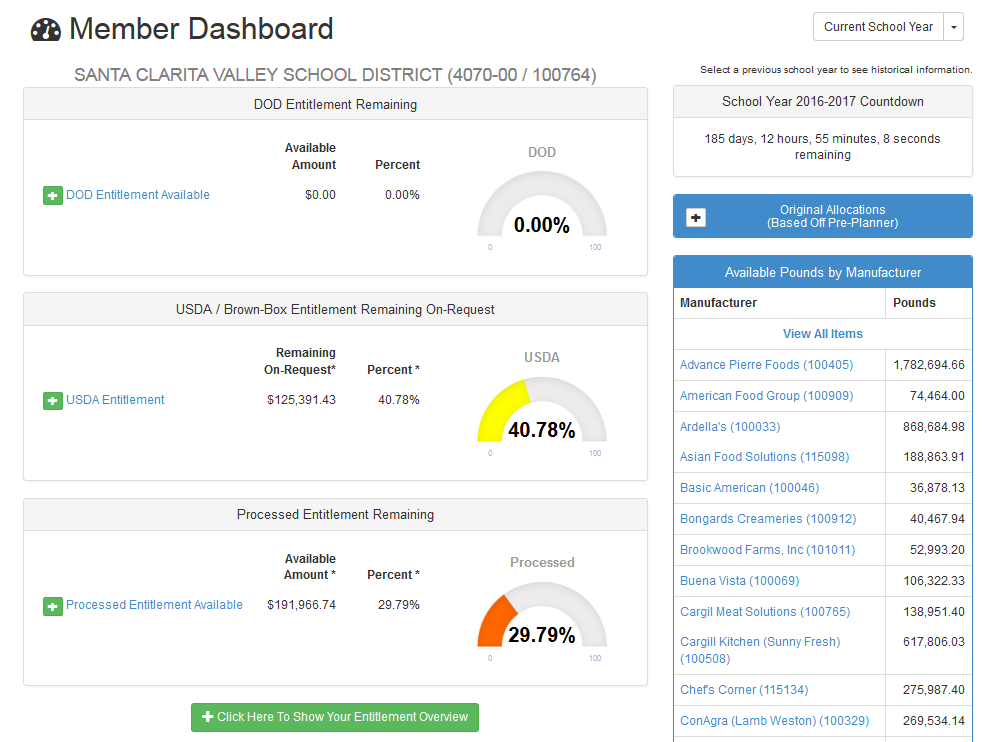 Member Dashboard
Current School Year
SANTA CLARITA VALLEY SCHOOL DISTRICT (4070-00 / 100764)
Select a previous school year to see historical information.
DOD Entitlement Remaining
Available
Amount
Percent
DOD
DOD Entitlement Available
$0.00
0.00%
0.00%
0
100
USDA / Brown-Box Entitlement Remaining On-Request
Remaining
On-Request*
Percent *
USDA
USDA Entitlement
$125,391.43
40.78%
40.78%
0
100
Processed Entitlement Remaining
Available
Amount *
Percent *
Processed
Processed Entitlement Available
$191,966.74
29.79%
29.79%
0
100
Click Here To Show Your Entitlement Overview
School Year 2016-2017 Countdown
185 days, 12 hours, 55 minutes, 8 seconds
remaining
Original Allocations
(Based Off Pre-Planner)
Available Pounds by Manufacturer
Manufacturer Pounds
View All Items
Advance Pierre Foods (100405) 1,782,694.66
American Food Group (100909) 74,464.00
Ardella's (100033) 868,684.98
Asian Food Solutions (115098) 188,863.91
Basic American (100046) 36,878.13
Bongards Creameries (100912) 40,467.94
Brookwood Farms, Inc (101011) 52,993.20
Buena Vista (100069) 106,322.33
Cargil Meat Solutions (100765) 138,951.40
Cargill Kitchen (Sunny Fresh) 617,806.03
(100508)
Chef's Corner (115134) 275,987.40
ConAgra (Lamb Weston) (100329) 269,534.14